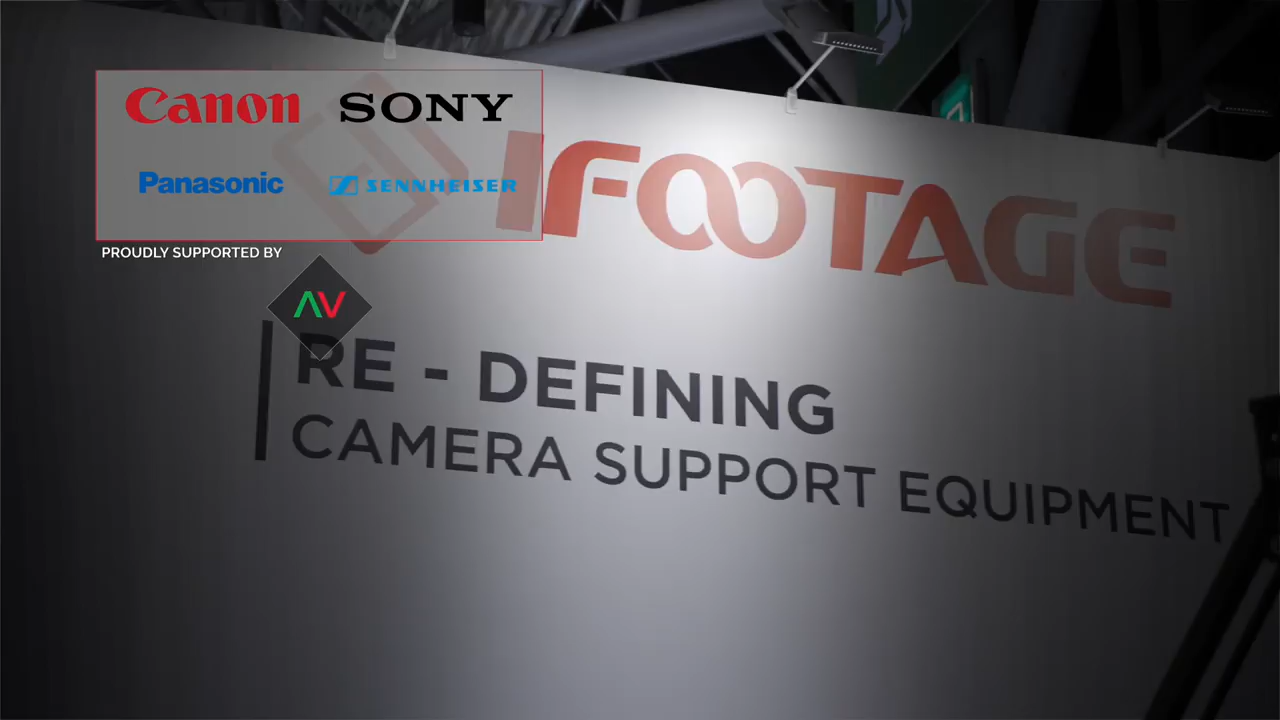 Canon SONY
Panasonic SENNHEISER
PROUDLY SUPPORTED BY
AV
IFOOTAGE
RE - DEFINING
CAMERA SUPPORT EQUIPMENT